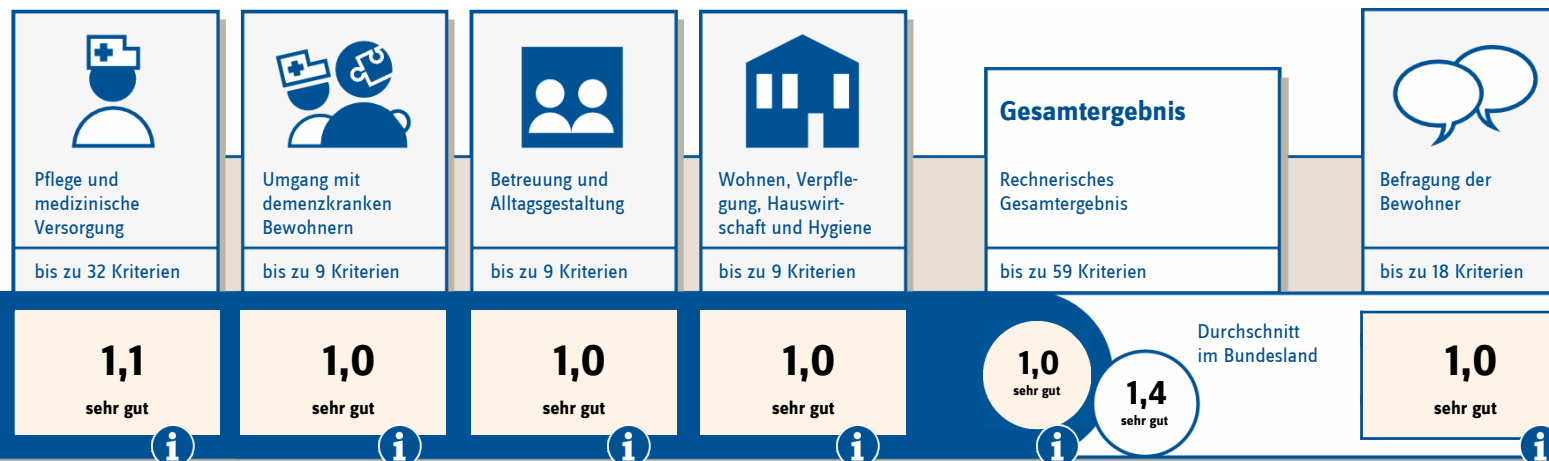 Pflege und
medizinische
Versorgung
bis zu 32 Kriterien
1,1
sehr gut
i
Umgang mit
demenzkranken
Bewohnern
bis zu 9 Kriterien
1,0
sehr gut
i
Betreuung und
Alltagsgestaltung
bis zu 9 Kriterien
1,0
sehr gut
i
Wohnen, Verpfle-
gung, Hauswirt-
schaft und Hygiene
bis zu 9 Kriterien
1,0
sehr gut
i
Gesamtergebnis
Rechnerisches
Gesamtergebnis
bis zu 59 Kriterien
1,0
sehr gut
i
1,4
sehr gut
Durchschnitt
im Bundesland
Befragung der
Bewohner
bis zu 18 Kriterien
1,0
sehr gut
i